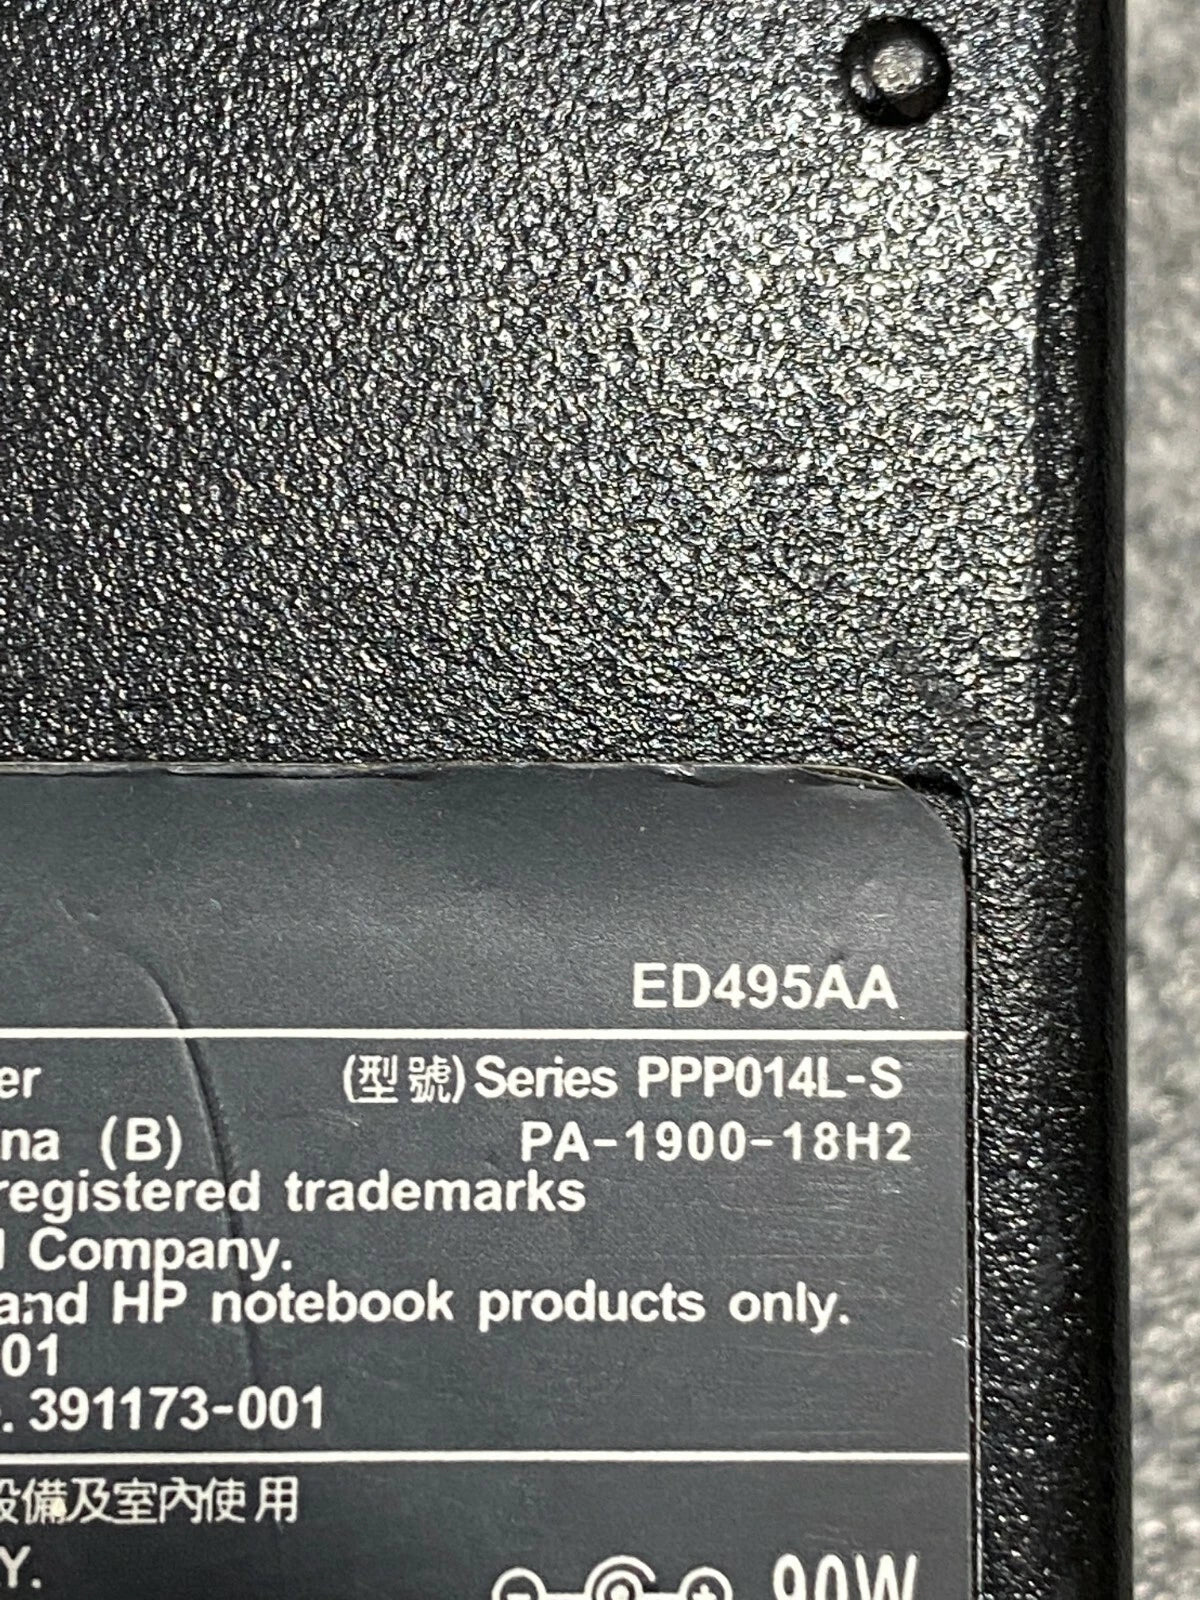 ED495AA
er (型號)Series PPP014L-S
na (B) PA-1900-18H2
registered trademarks
Company.
and HP notebook products only.
01
. 391173-001
設備及室內使用
Y.
90W